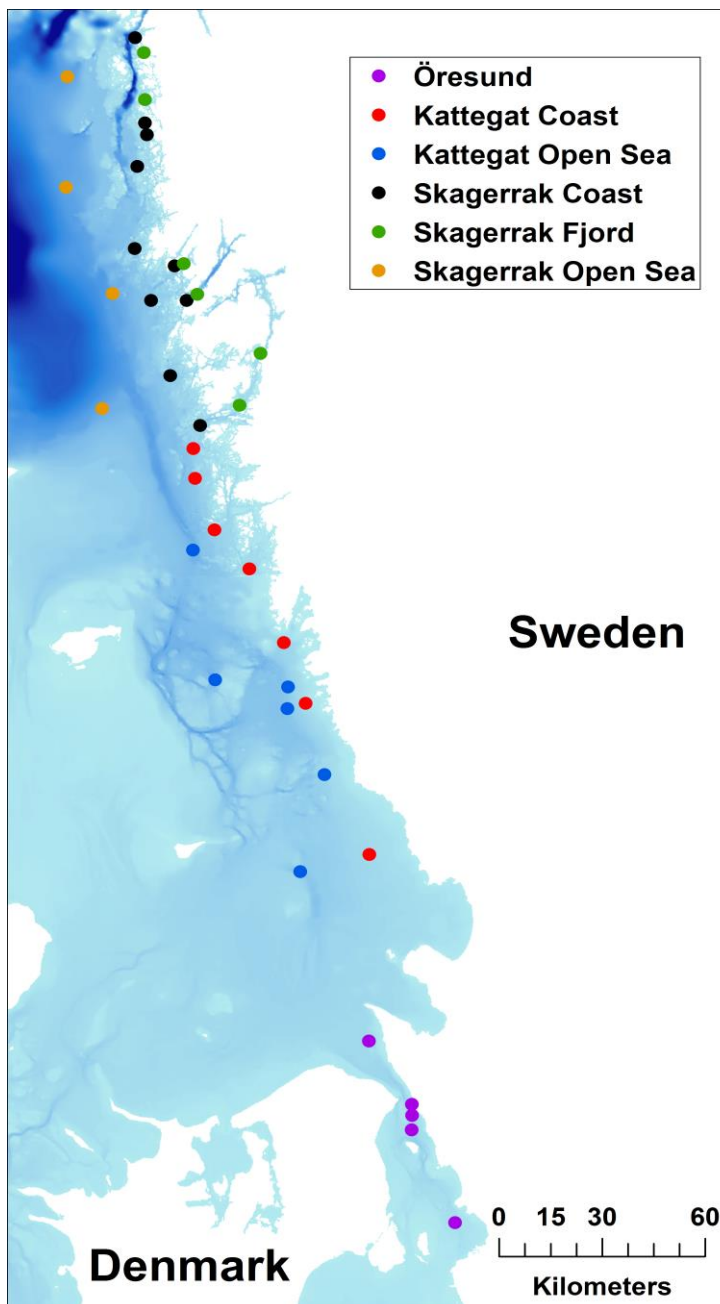 Öresund
Kattegat Coast
Kattegat Open Sea
Skagerrak Coast
Skagerrak Fjord
Skagerrak Open Sea
Sweden
0 15 30 60
Kilometers
Denmark